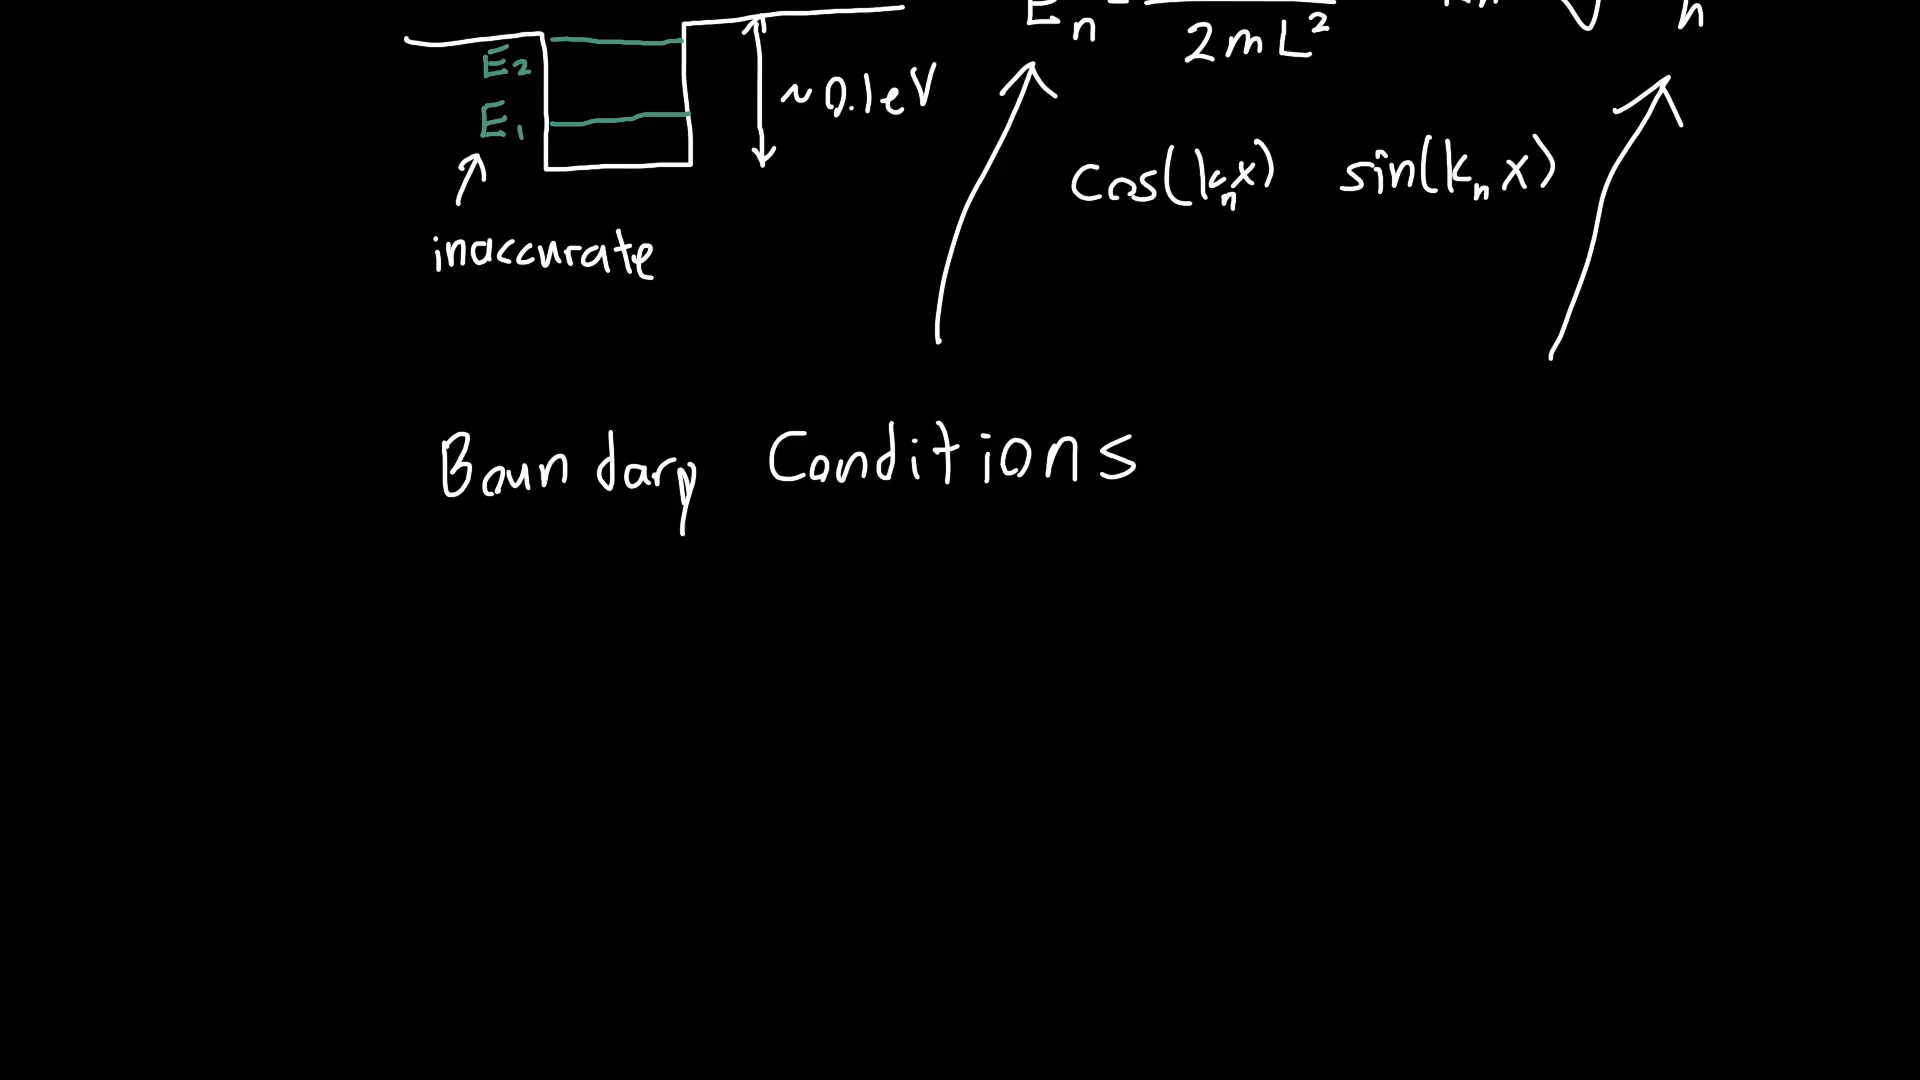 E₂
E₁
~0.1eV
inaccurate
Eₙ =
2mL²
cos(kₙx) sin(kₙx)
Boundary Conditions